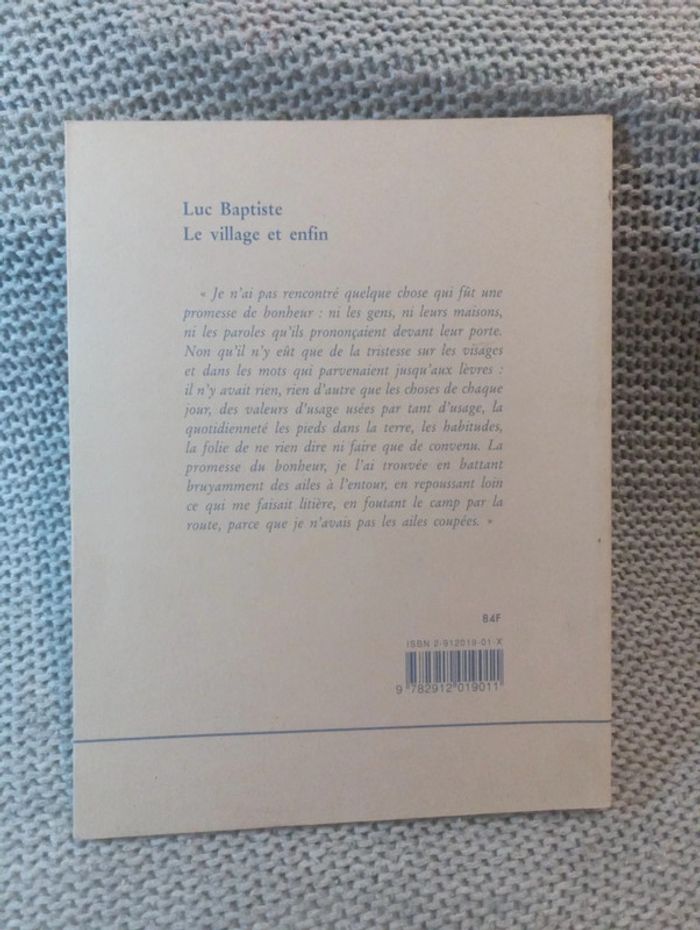 Luc Baptiste
Le village et enfin
« Je n'ai pas rencontré quelque chose qui fût une
promesse de bonheur : ni les gens, ni leurs maisons,
ni les paroles qu'ils prononçaient devant leur porte.
Non qu'il n'y eût que de la tristesse sur les visages
et dans les mots qui parvenaient jusqu'aux lèvres :
il n'y avait rien, rien d'autre que les choses de chaque
jour, des valeurs d'usage usées par tant d'usage, la
quotidienneté les pieds dans la terre, les habitudes,
la folie de ne rien dire ni faire que de convenu. La
promesse du bonheur, je l'ai trouvée en battant
bruyamment des ailes à l'entour, en repoussant loin
ce qui me faisait litière, en foutant le camp par la
route, parce que je n'avais pas les ailes coupées. »
84F
ISBN 2-912019-01-X
9 782912 019011